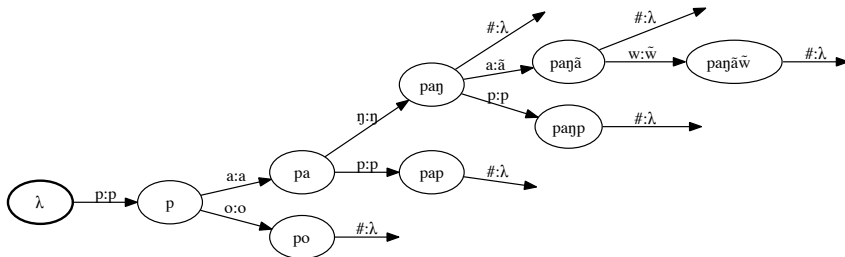 #:λ
#:λ
a:ã
paŋã
w:w̃
paŋãw̃
#:λ
paŋ
p:p
ŋ:ŋ
paŋp
#:λ
a:a
pa
p:p
pap
#:λ
λ
p:p
p
o:o
po
#:λ